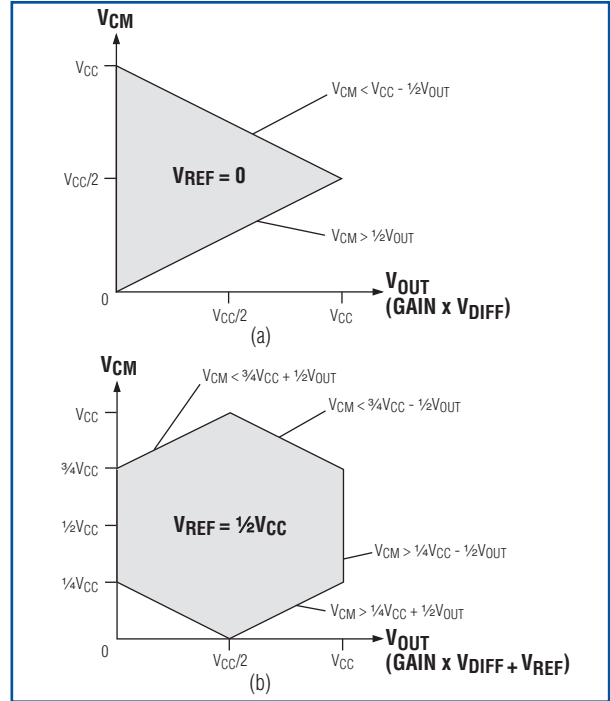 VCM
VCC
VCM < VCC - ½VOUT
VCC/2
VREF = 0
VCM > ½VOUT
0
VOUT
(GAIN x VDIFF)
VCC/2
VCC
(a)
VCM
VCM < ¾VCC + ½VOUT
VCC
VCM < ¾VCC - ½VOUT
¾VCC
½VCC
VREF = ½VCC
VCM > ¼VCC - ½VOUT
¼VCC
VCM > ¼VCC + ½VOUT
0
VOUT
(GAIN x VDIFF + VREF)
VCC/2
VCC
(b)